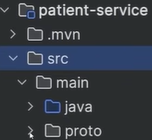 patient-service
.mvn
src
main
java
proto